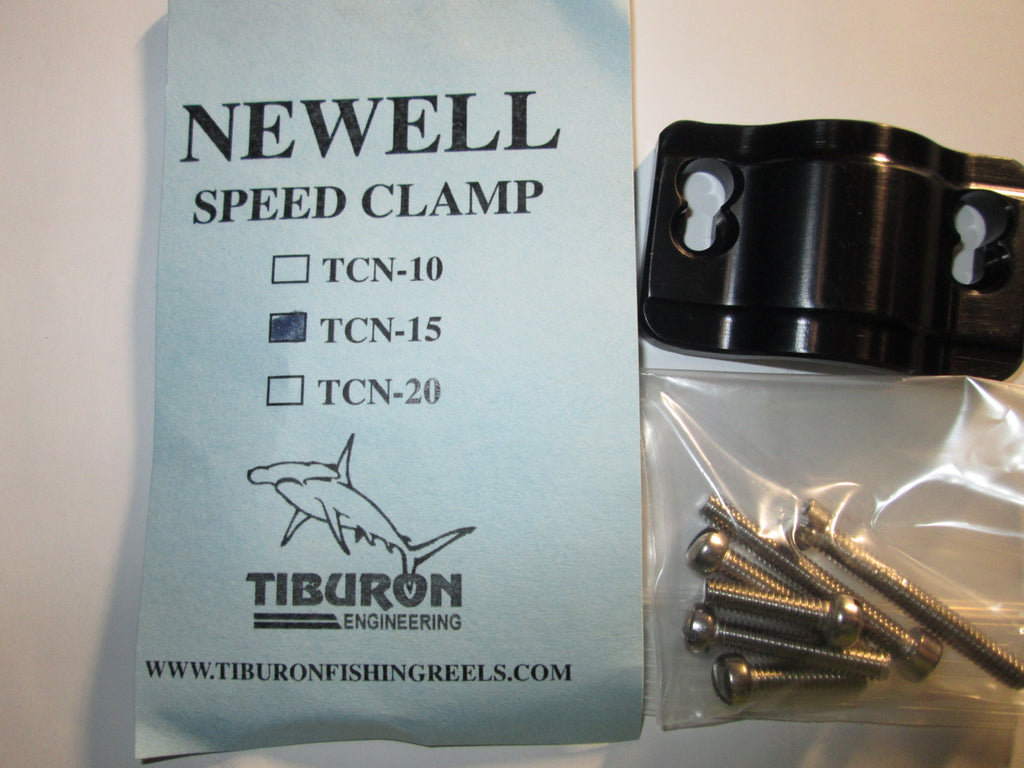 NEWELL
SPEED CLAMP
TCN-10
TCN-15
TCN-20
TIBURON
ENGINEERING
WWW.TIBURONFISHINGREELS.COM